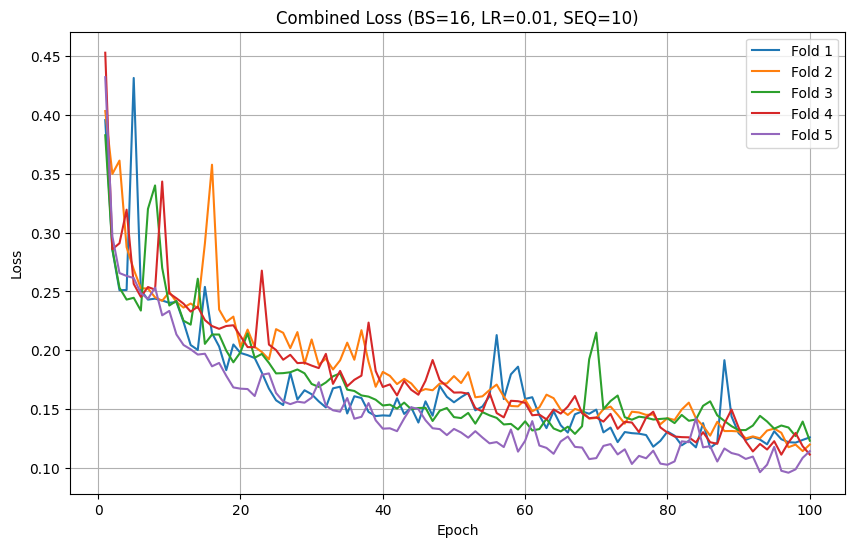 Combined Loss (BS=16, LR=0.01, SEQ=10)
Loss
0.45
0.40
0.35
0.30
0.25
0.20
0.15
0.10
Fold 1
Fold 2
Fold 3
Fold 4
Fold 5
0
20
40
60
80
100
Epoch